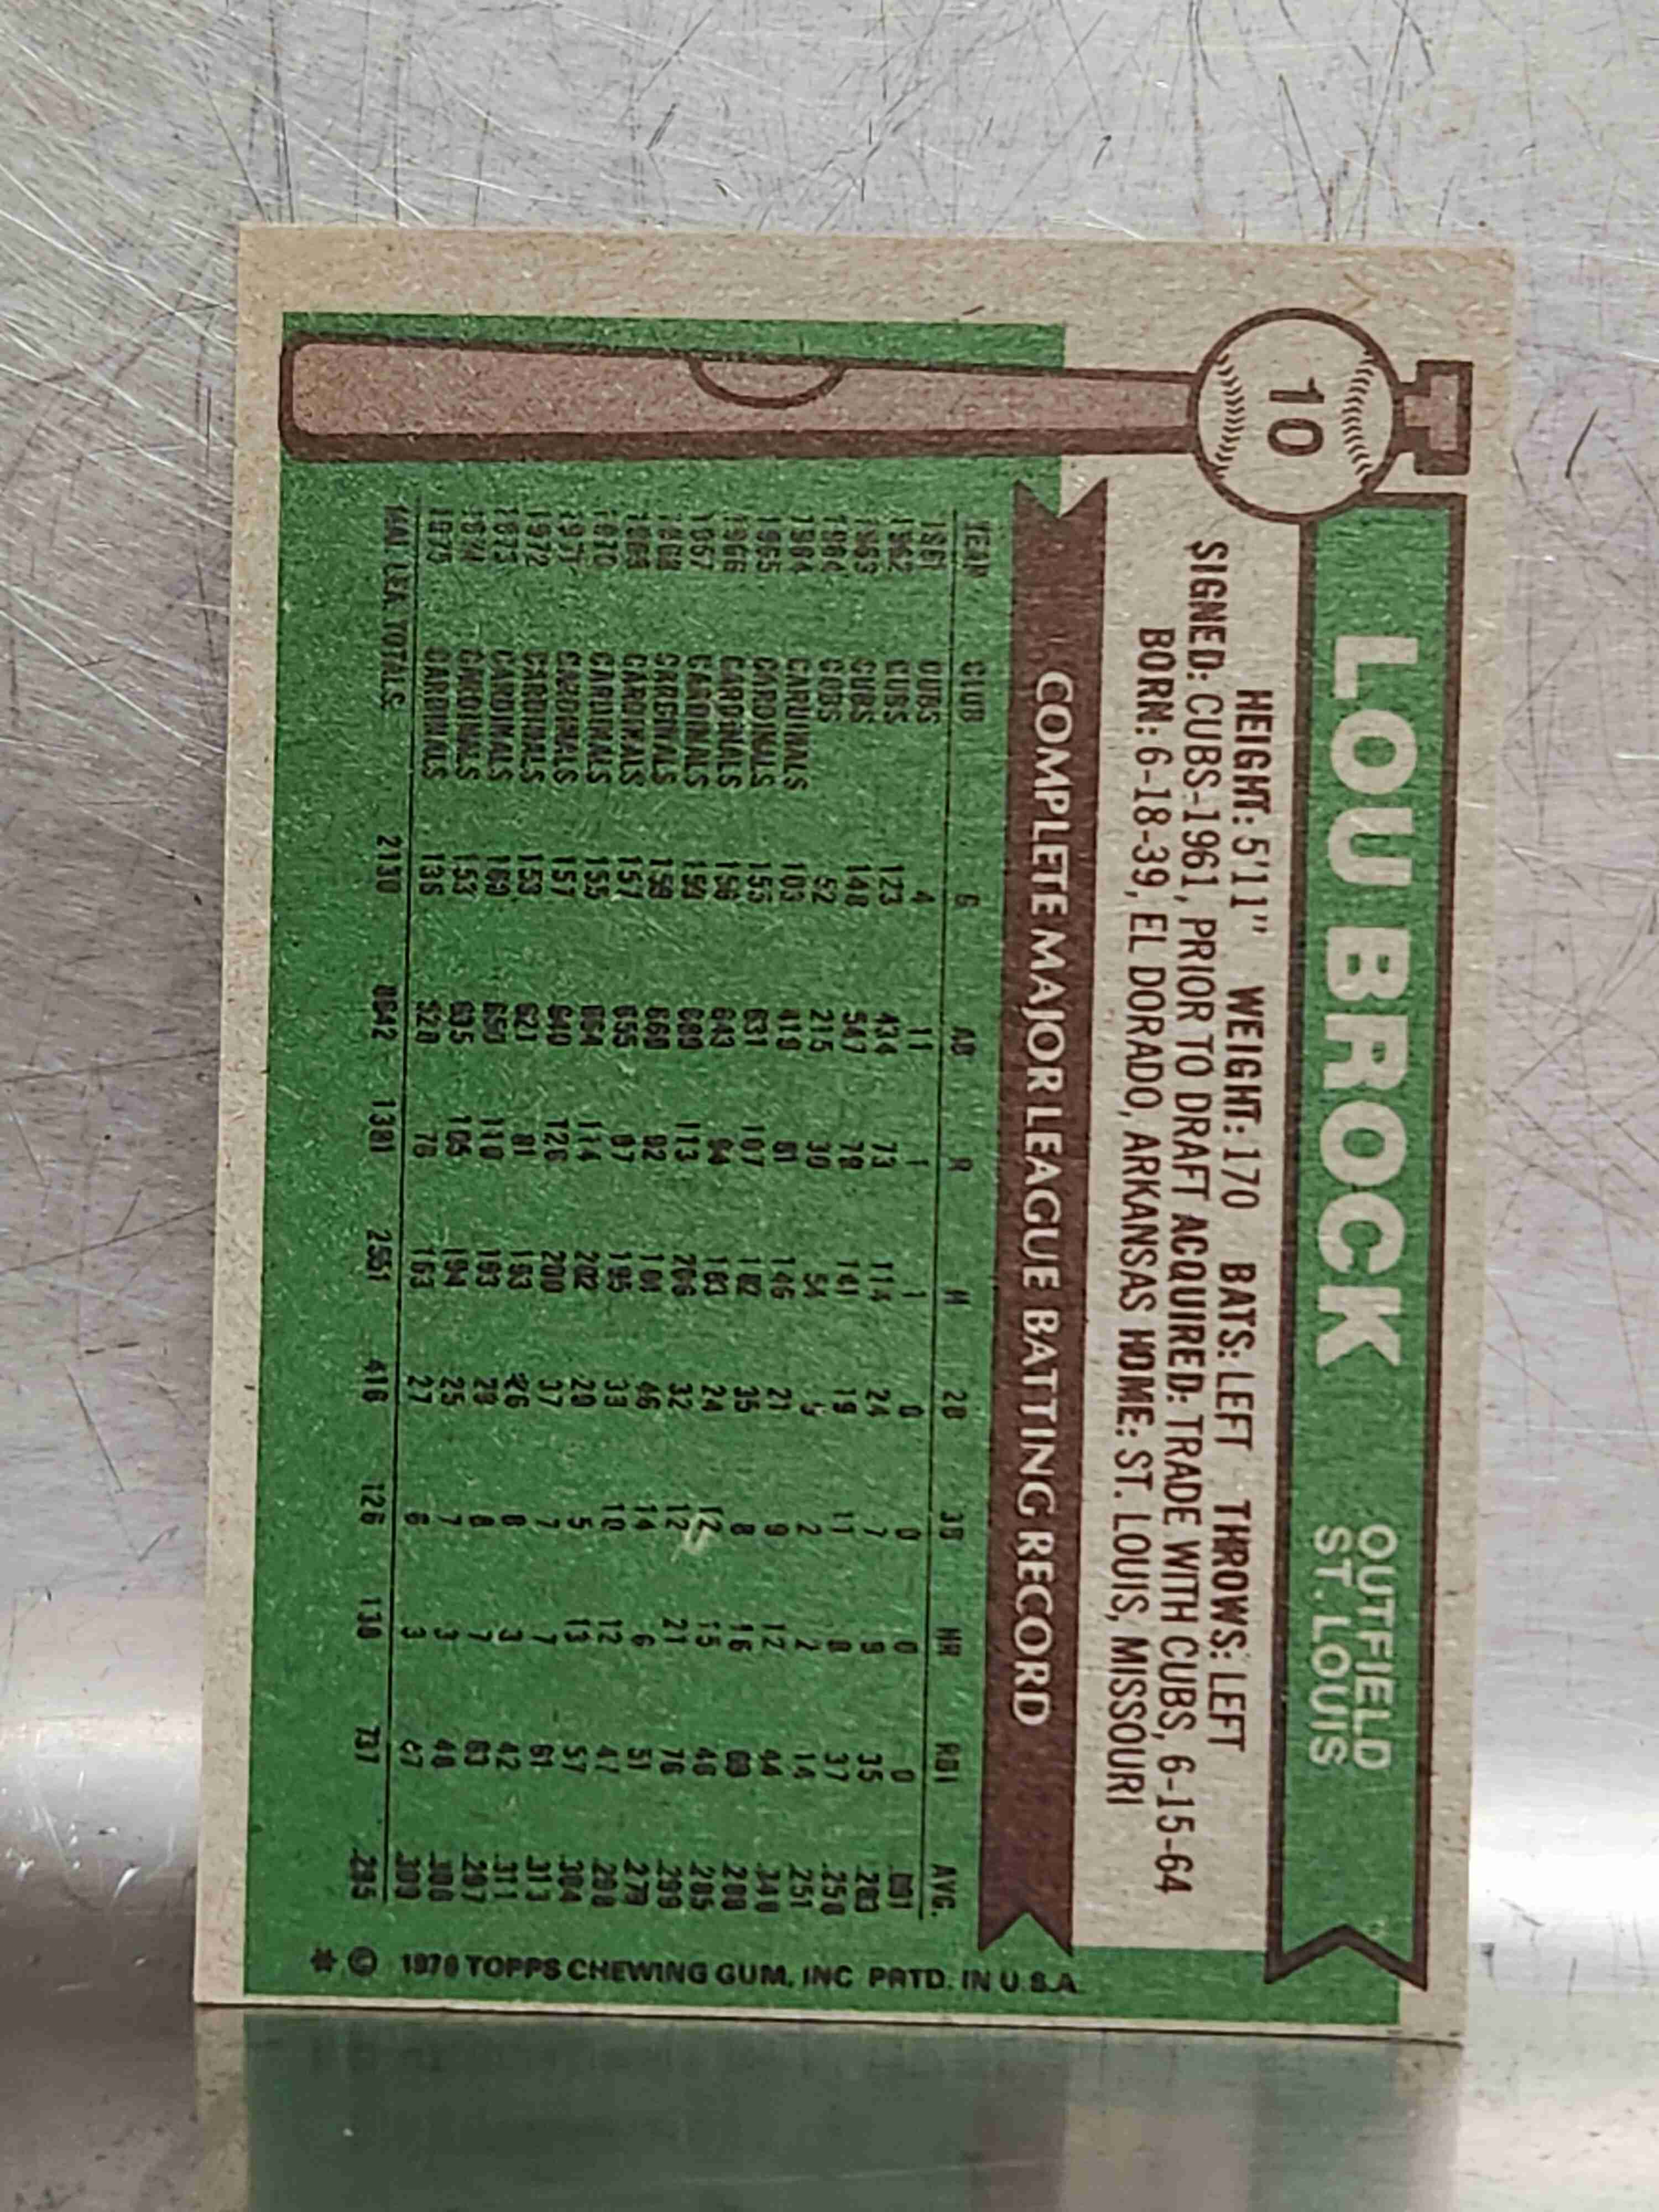 10
LOU BROCK
OUTFIELD
ST. LOUIS
HEIGHT: 5'11" WEIGHT: 170 BATS: LEFT THROWS: LEFT
SIGNED: CUBS-1961, PRIOR TO DRAFT ACQUIRED: TRADE WITH CUBS, 6-15-64
BORN: 6-18-39, EL DORADO, ARKANSAS HOME: ST. LOUIS, MISSOURI
COMPLETE MAJOR LEAGUE BATTING RECORD
YEAR CLUB G AB R H 2B 3B HR RBI AVG.
1961 CUBS 4 11 1 1 0 0 0 0 .091
1962 CUBS 123 434 73 114 24 7 9 35 .263
1963 CUBS 148 547 79 141 19 11 9 37 .258
1964 CUBS 52 215 30 54 9 2 2 14 .251
1964 CARDINALS 103 419 81 146 21 9 12 44 .348
1965 CARDINALS 155 631 107 182 35 8 16 69 .288
1966 CARDINALS 156 643 94 183 24 12 15 46 .285
1967 CARDINALS 159 689 113 206 32 12 21 76 .299
1968 CARDINALS 159 660 92 184 46 14 6 51 .279
1969 CARDINALS 157 655 97 195 33 10 12 47 .298
1970 CARDINALS 155 664 114 202 29 5 13 57 .304
1971 CARDINALS 157 640 126 200 37 7 7 61 .313
1972 CARDINALS 153 621 81 193 26 8 3 42 .311
1973 CARDINALS 160 650 110 193 29 8 7 63 .297
1974 CARDINALS 153 635 105 194 25 7 3 48 .306
1975 CARDINALS 136 528 78 163 27 6 3 47 .309
MAJ. LEA. TOTALS 2130 8642 1381 2551 416 126 138 737 .295
* © 1976 TOPPS CHEWING GUM, INC PRTD. IN U.S.A.